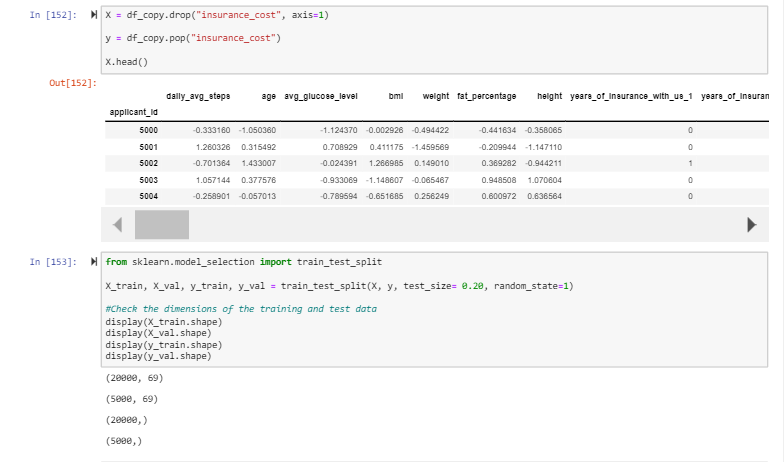 In [152]:
X = df_copy.drop("insurance_cost", axis=1)
y = df_copy.pop("insurance_cost")
X.head()
Out[152]:
daily_avg_steps age avg_glucose_level bmi weight fat_percentage height years_of_insurance_with_us_1 years_of_insuran
applicant_id
5000 -0.333160 -1.050360 -1.124370 -0.002926 -0.494422 -0.441634 -0.358065 0
5001 1.260326 0.315492 0.708929 0.411175 -1.459569 -0.209944 -1.147110 0
5002 -0.701364 1.433007 -0.024391 1.266985 0.149010 0.369282 -0.944211 1
5003 1.057144 0.377576 -0.933069 -1.148607 -0.065467 0.948508 1.070604 0
5004 -0.258901 -0.057013 -0.789594 -0.651685 0.256249 0.600972 0.636564 0
In [153]:
from sklearn.model_selection import train_test_split
X_train, X_val, y_train, y_val = train_test_split(X, y, test_size= 0.20, random_state=1)
#Check the dimensions of the training and test data
display(X_train.shape)
display(X_val.shape)
display(y_train.shape)
display(y_val.shape)
(20000, 69)
(5000, 69)
(20000,)
(5000,)